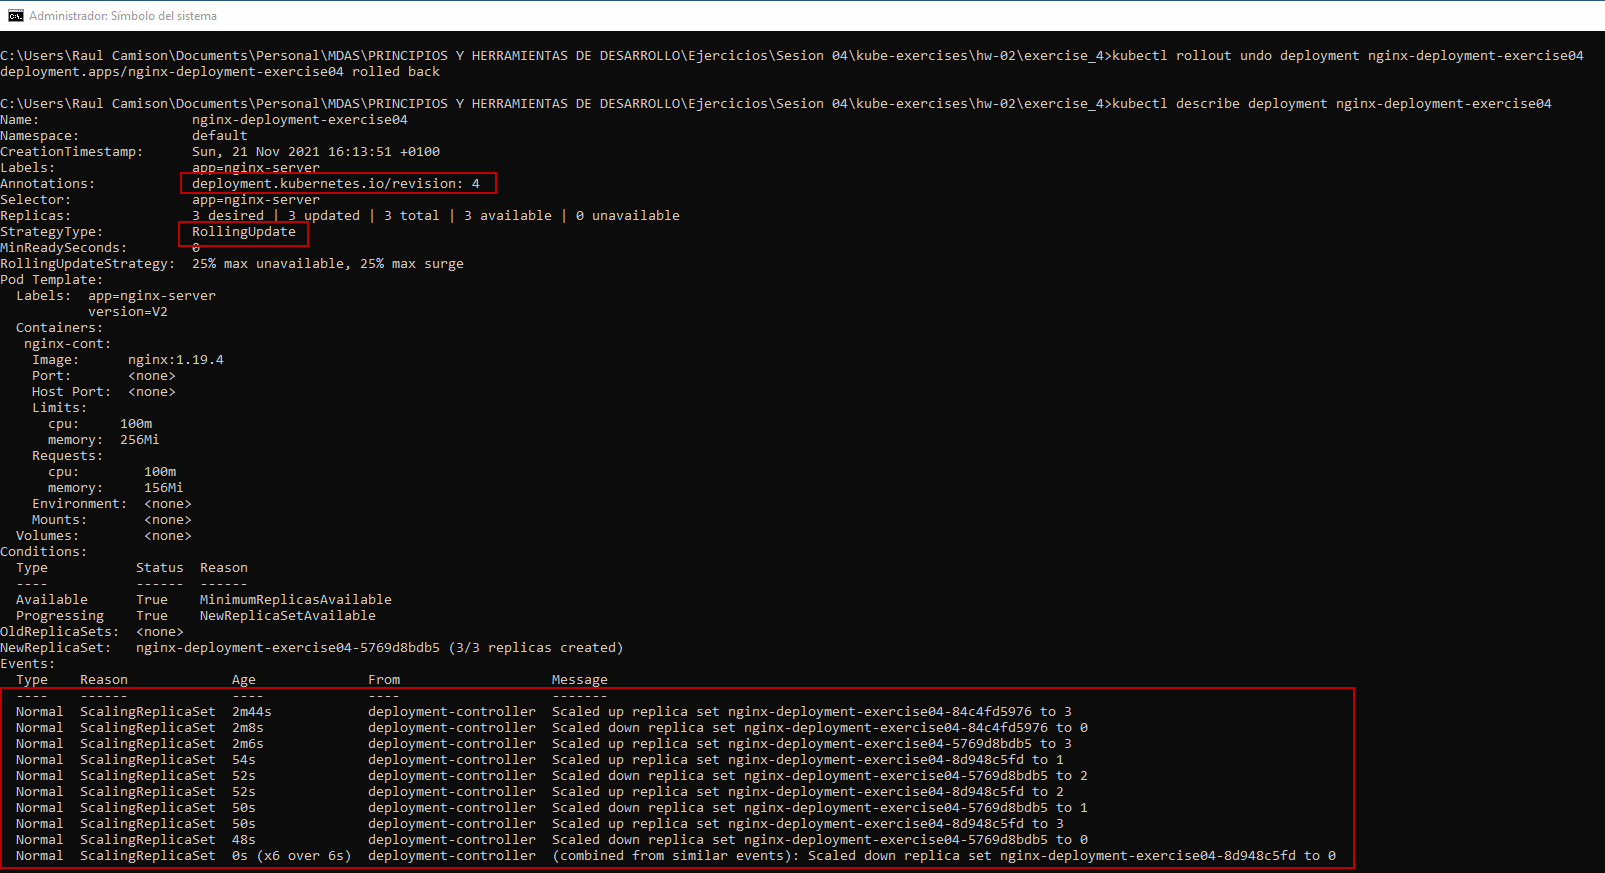 Administrador: Símbolo del sistema
C:\Users\Raul Camison\Documents\Personal\MDAS\PRINCIPIOS Y HERRAMIENTAS DE DESARROLLO\Ejercicios\Sesion 04\kube-exercises\hw-02\exercise_4>kubectl rollout undo deployment nginx-deployment-exercise04
deployment.apps/nginx-deployment-exercise04 rolled back
C:\Users\Raul Camison\Documents\Personal\MDAS\PRINCIPIOS Y HERRAMIENTAS DE DESARROLLO\Ejercicios\Sesion 04\kube-exercises\hw-02\exercise_4>kubectl describe deployment nginx-deployment-exercise04
Name:                   nginx-deployment-exercise04
Namespace:              default
CreationTimestamp:      Sun, 21 Nov 2021 16:13:51 +0100
Labels:                 app=nginx-server
Annotations:            deployment.kubernetes.io/revision: 4
Selector:               app=nginx-server
Replicas:               3 desired | 3 updated | 3 total | 3 available | 0 unavailable
StrategyType:           RollingUpdate
MinReadySeconds:        0
RollingUpdateStrategy:  25% max unavailable, 25% max surge
Pod Template:
  Labels:  app=nginx-server
           version=V2
  Containers:
   nginx-cont:
    Image:      nginx:1.19.4
    Port:       <none>
    Host Port:  <none>
    Limits:
      cpu:     100m
      memory:  256Mi
    Requests:
      cpu:        100m
      memory:     156Mi
    Environment:  <none>
    Mounts:       <none>
  Volumes:        <none>
Conditions:
  Type           Status  Reason
  ----           ------  ------
  Available      True    MinimumReplicasAvailable
  Progressing    True    NewReplicaSetAvailable
OldReplicaSets:  <none>
NewReplicaSet:   nginx-deployment-exercise04-5769d8bdb5 (3/3 replicas created)
Events:
  Type    Reason             Age              From                   Message
  ----    ------             ----             ----                   -------
  Normal  ScalingReplicaSet  2m44s            deployment-controller  Scaled up replica set nginx-deployment-exercise04-84c4fd5976 to 3
  Normal  ScalingReplicaSet  2m8s             deployment-controller  Scaled down replica set nginx-deployment-exercise04-84c4fd5976 to 0
  Normal  ScalingReplicaSet  2m6s             deployment-controller  Scaled up replica set nginx-deployment-exercise04-5769d8bdb5 to 3
  Normal  ScalingReplicaSet  54s              deployment-controller  Scaled up replica set nginx-deployment-exercise04-8d948c5fd to 1
  Normal  ScalingReplicaSet  52s              deployment-controller  Scaled down replica set nginx-deployment-exercise04-5769d8bdb5 to 2
  Normal  ScalingReplicaSet  52s              deployment-controller  Scaled up replica set nginx-deployment-exercise04-8d948c5fd to 2
  Normal  ScalingReplicaSet  50s              deployment-controller  Scaled down replica set nginx-deployment-exercise04-5769d8bdb5 to 1
  Normal  ScalingReplicaSet  50s              deployment-controller  Scaled up replica set nginx-deployment-exercise04-8d948c5fd to 3
  Normal  ScalingReplicaSet  48s              deployment-controller  Scaled down replica set nginx-deployment-exercise04-5769d8bdb5 to 0
  Normal  ScalingReplicaSet  0s (x6 over 6s)  deployment-controller  (combined from similar events): Scaled down replica set nginx-deployment-exercise04-8d948c5fd to 0